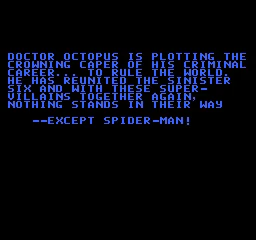 DOCTOR OCTOPUS IS PLOTTING THE
CROWNING CAPER OF HIS CRIMINAL
CAREER... TO RULE THE WORLD.
HE HAS REUNITED THE SINISTER
SIX AND WITH THESE SUPER-
VILLAINS TOGETHER AGAIN,
NOTHING STANDS IN THEIR WAY
--EXCEPT SPIDER-MAN!